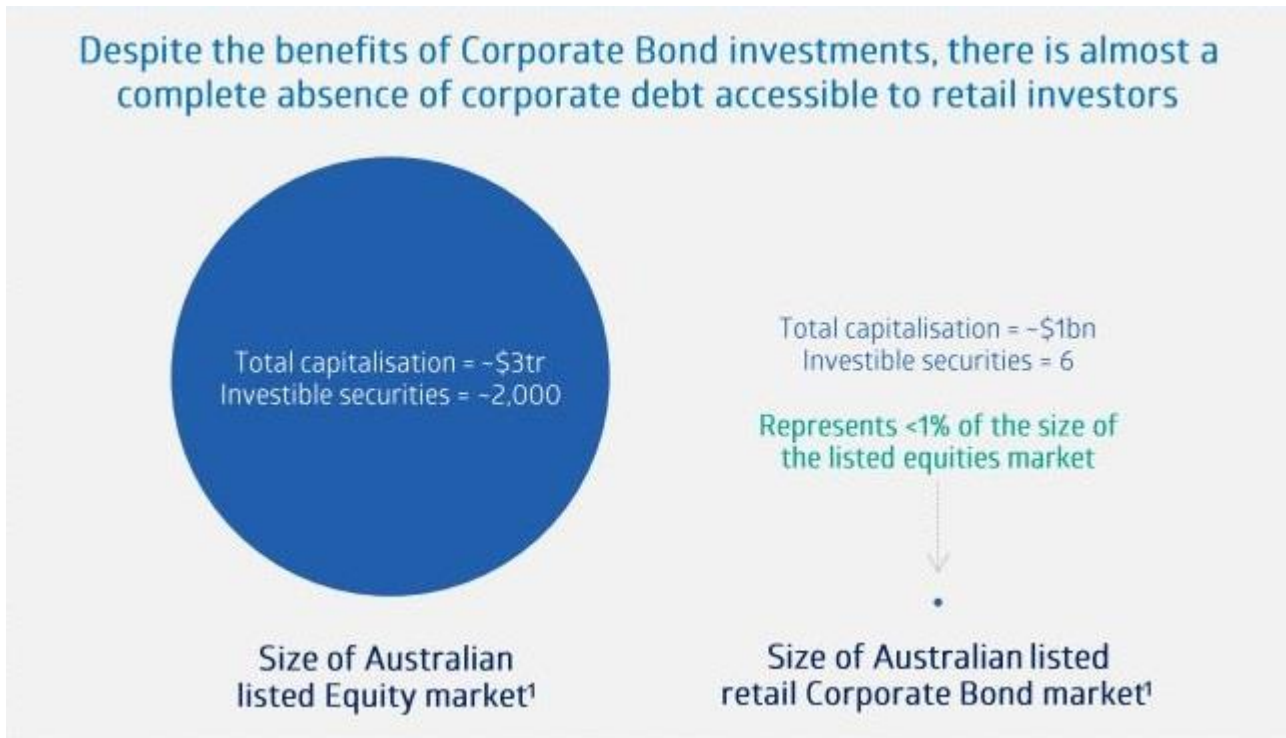 Despite the benefits of Corporate Bond investments, there is almost a
complete absence of corporate debt accessible to retail investors
Total capitalisation = ~$3tr
Investible securities = ~2,000
Size of Australian
listed Equity market¹
Total capitalisation = ~$1bn
Investible securities = 6
Represents <1% of the size of
the listed equities market
Size of Australian listed
retail Corporate Bond market¹